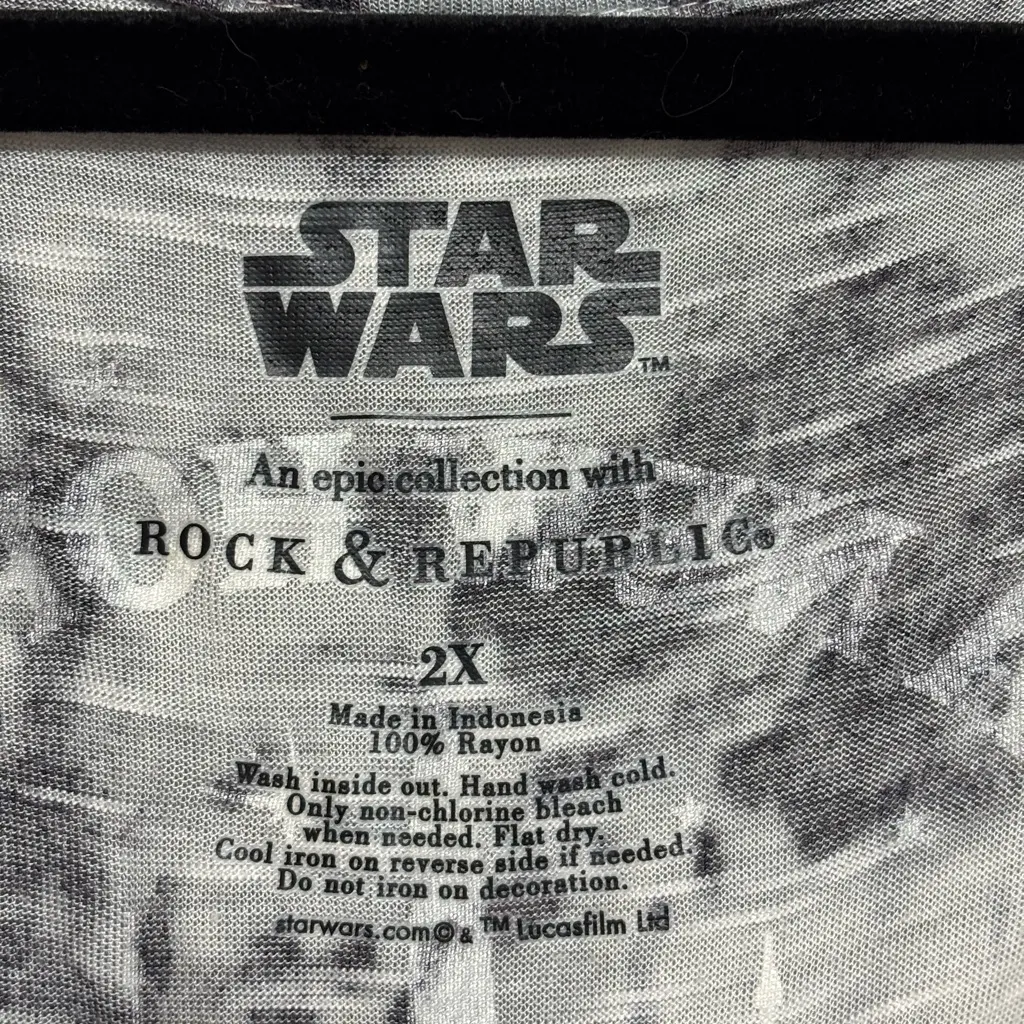 STAR
WARS™
An epic collection with
ROCK & REPUBLIC®
2X
Made in Indonesia
100% Rayon
Wash inside out. Hand wash cold.
Only non-chlorine bleach
when needed. Flat dry.
Cool iron on reverse side if needed.
Do not iron on decoration.
starwars.com© & ™ Lucasfilm Ltd